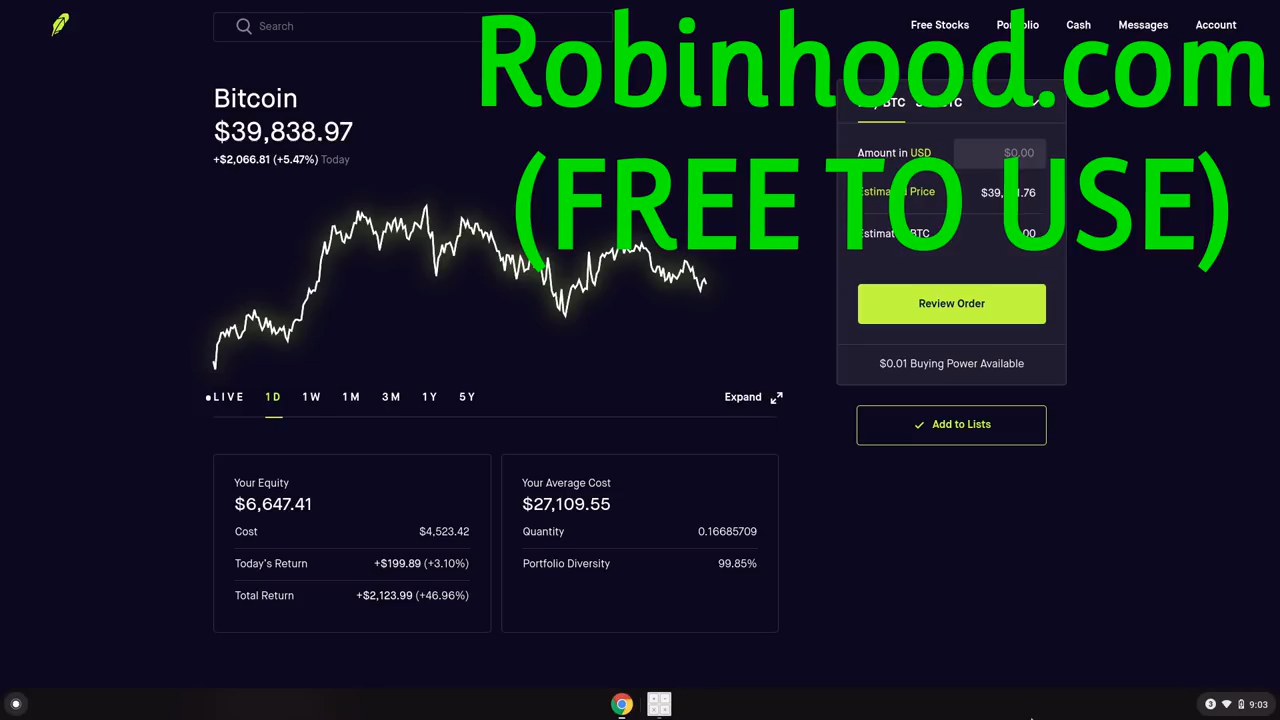 Search
Free Stocks
Cash
Messages
Account
Robinhood.com
(FREE TO USE)
Bitcoin
$39,838.97
+$2,066.81 (+5.47%) Today
BTC
Amount in USD
$0.00
Price
BTC
Review Order
$0.01 Buying Power Available
Add to Lists
LIVE 1D 1W 1M 3M 1Y 5Y
Expand
Your Equity
$6,647.41
Cost $4,523.42
Today's Return +$199.89 (+3.10%)
Total Return +$2,123.99 (+46.96%)
Your Average Cost
$27,109.55
Quantity 0.16685709
Portfolio Diversity 99.85%
3 9:03